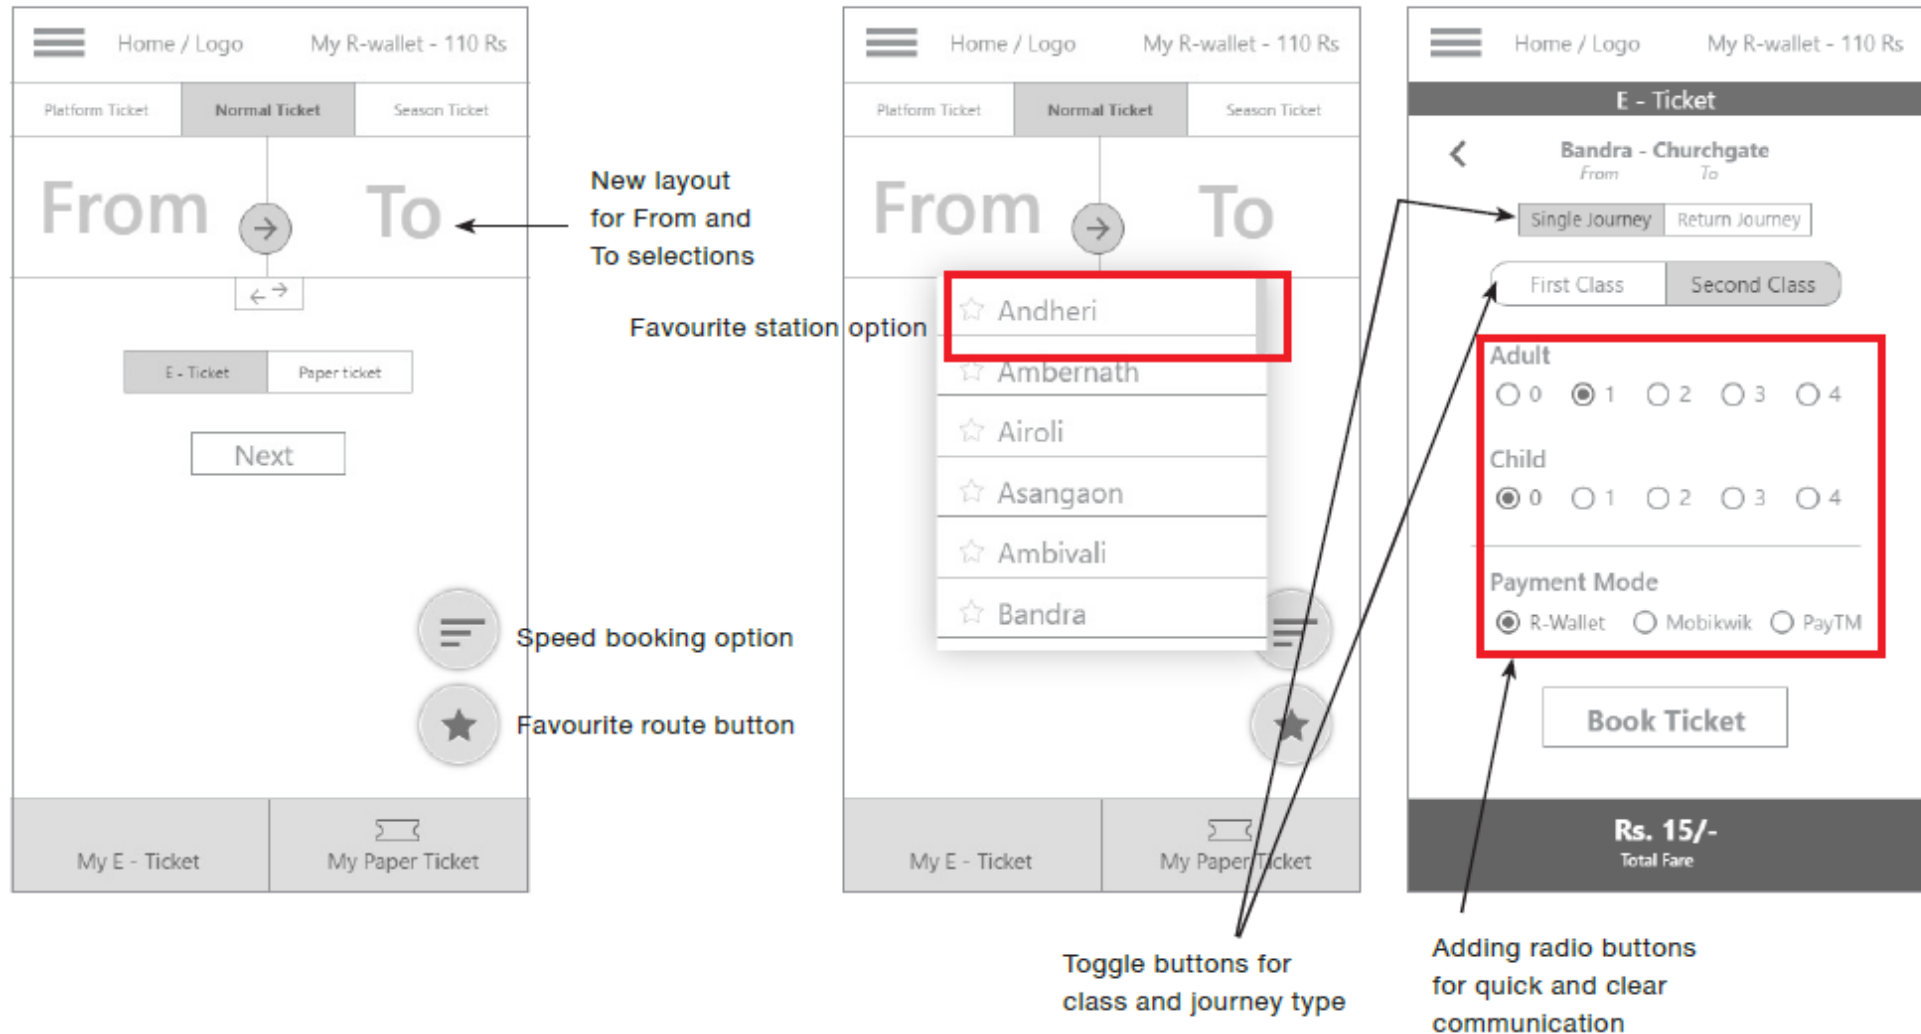 Home / Logo My R-wallet - 110 Rs
Platform Ticket Normal Ticket Season Ticket
From To
E - Ticket Paper ticket
Next
My E - Ticket My Paper Ticket
New layout
for From and
To selections
Favourite station option
Speed booking option
Favourite route button
Home / Logo My R-wallet - 110 Rs
Platform Ticket Normal Ticket Season Ticket
From To
Andheri
Ambernath
Airoli
Asangaon
Ambivali
Bandra
My E - Ticket My Paper Ticket
Toggle buttons for
class and journey type
Home / Logo My R-wallet - 110 Rs
E - Ticket
Bandra - Churchgate
From To
Single Journey Return Journey
First Class Second Class
Adult
0 1 2 3 4
Child
0 1 2 3 4
Payment Mode
R-Wallet Mobikwik PayTM
Book Ticket
Rs. 15/-
Total Fare
Adding radio buttons
for quick and clear
communication